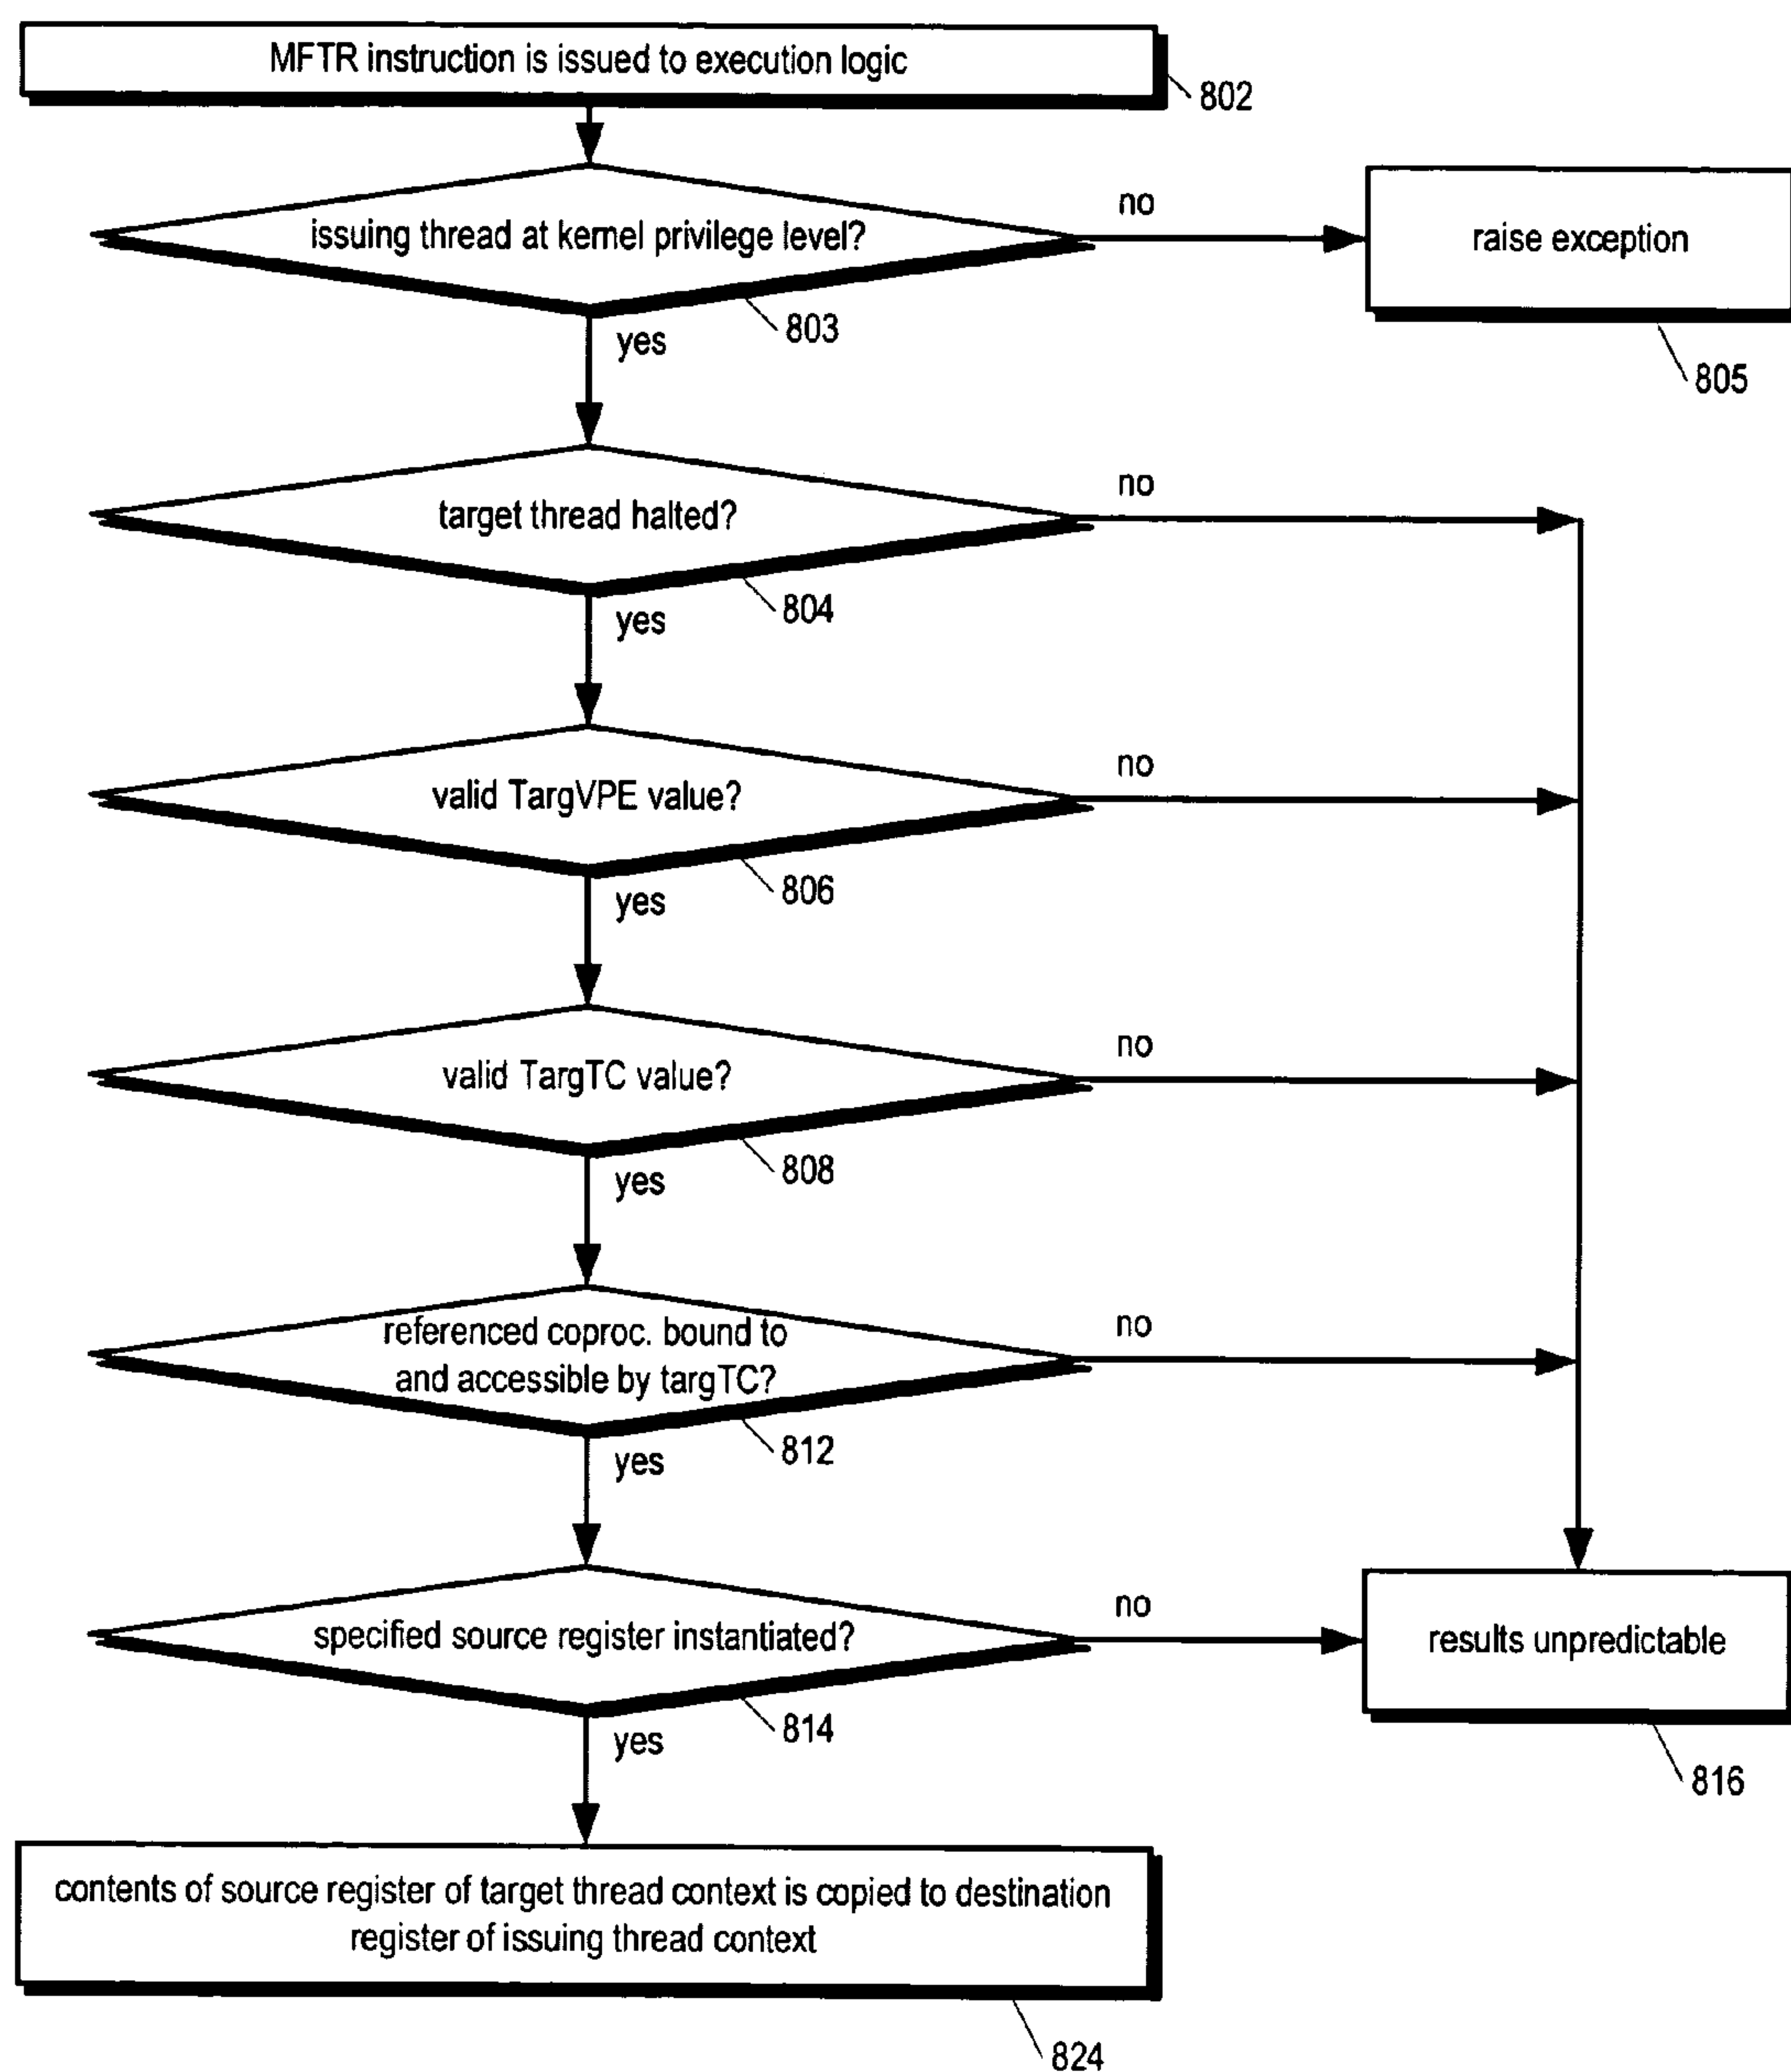 MFTR instruction is issued to execution logic
802
issuing thread at kernel privilege level?
no
raise exception
803
yes
805
target thread halted?
no
804
yes
valid TargVPE value?
no
806
yes
valid TargTC value?
no
808
yes
referenced coproc. bound to
and accessible by targTC?
no
812
yes
specified source register instantiated?
no
results unpredictable
814
yes
816
contents of source register of target thread context is copied to destination
register of issuing thread context
824